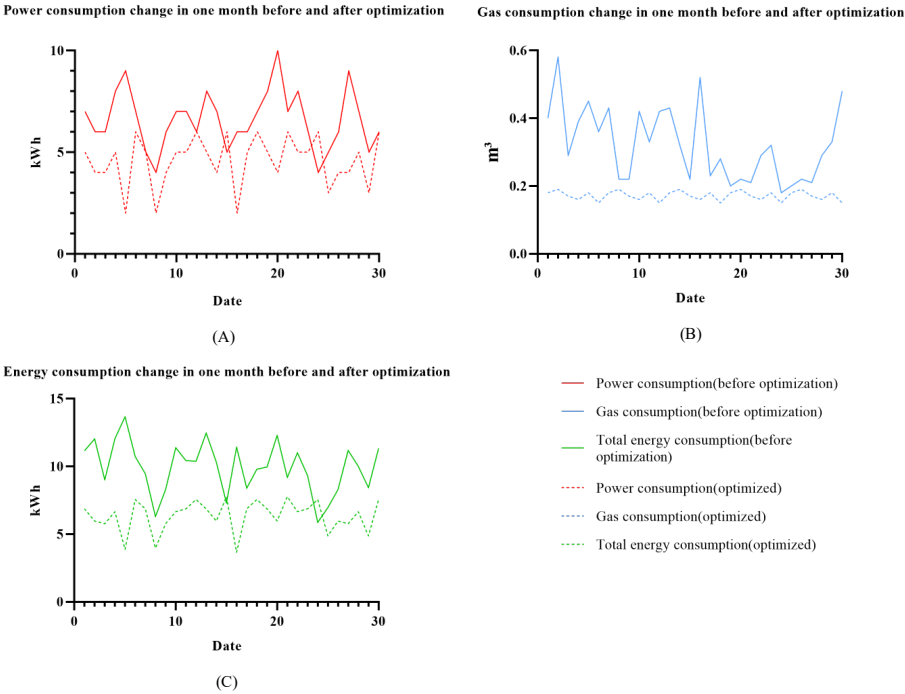 Power consumption change in one month before and after optimization
10
5
0
kWh
0
10
20
30
Date
(A)
Gas consumption change in one month before and after optimization
0.6
0.4
0.2
0.0
m³
0
10
20
30
Date
(B)
Energy consumption change in one month before and after optimization
15
10
5
0
kWh
0
10
20
30
Date
(C)
Power consumption(before optimization)
Gas consumption(before optimization)
Total energy consumption(before
optimization)
Power consumption(optimized)
Gas consumption(optimized)
Total energy consumption(optimized)